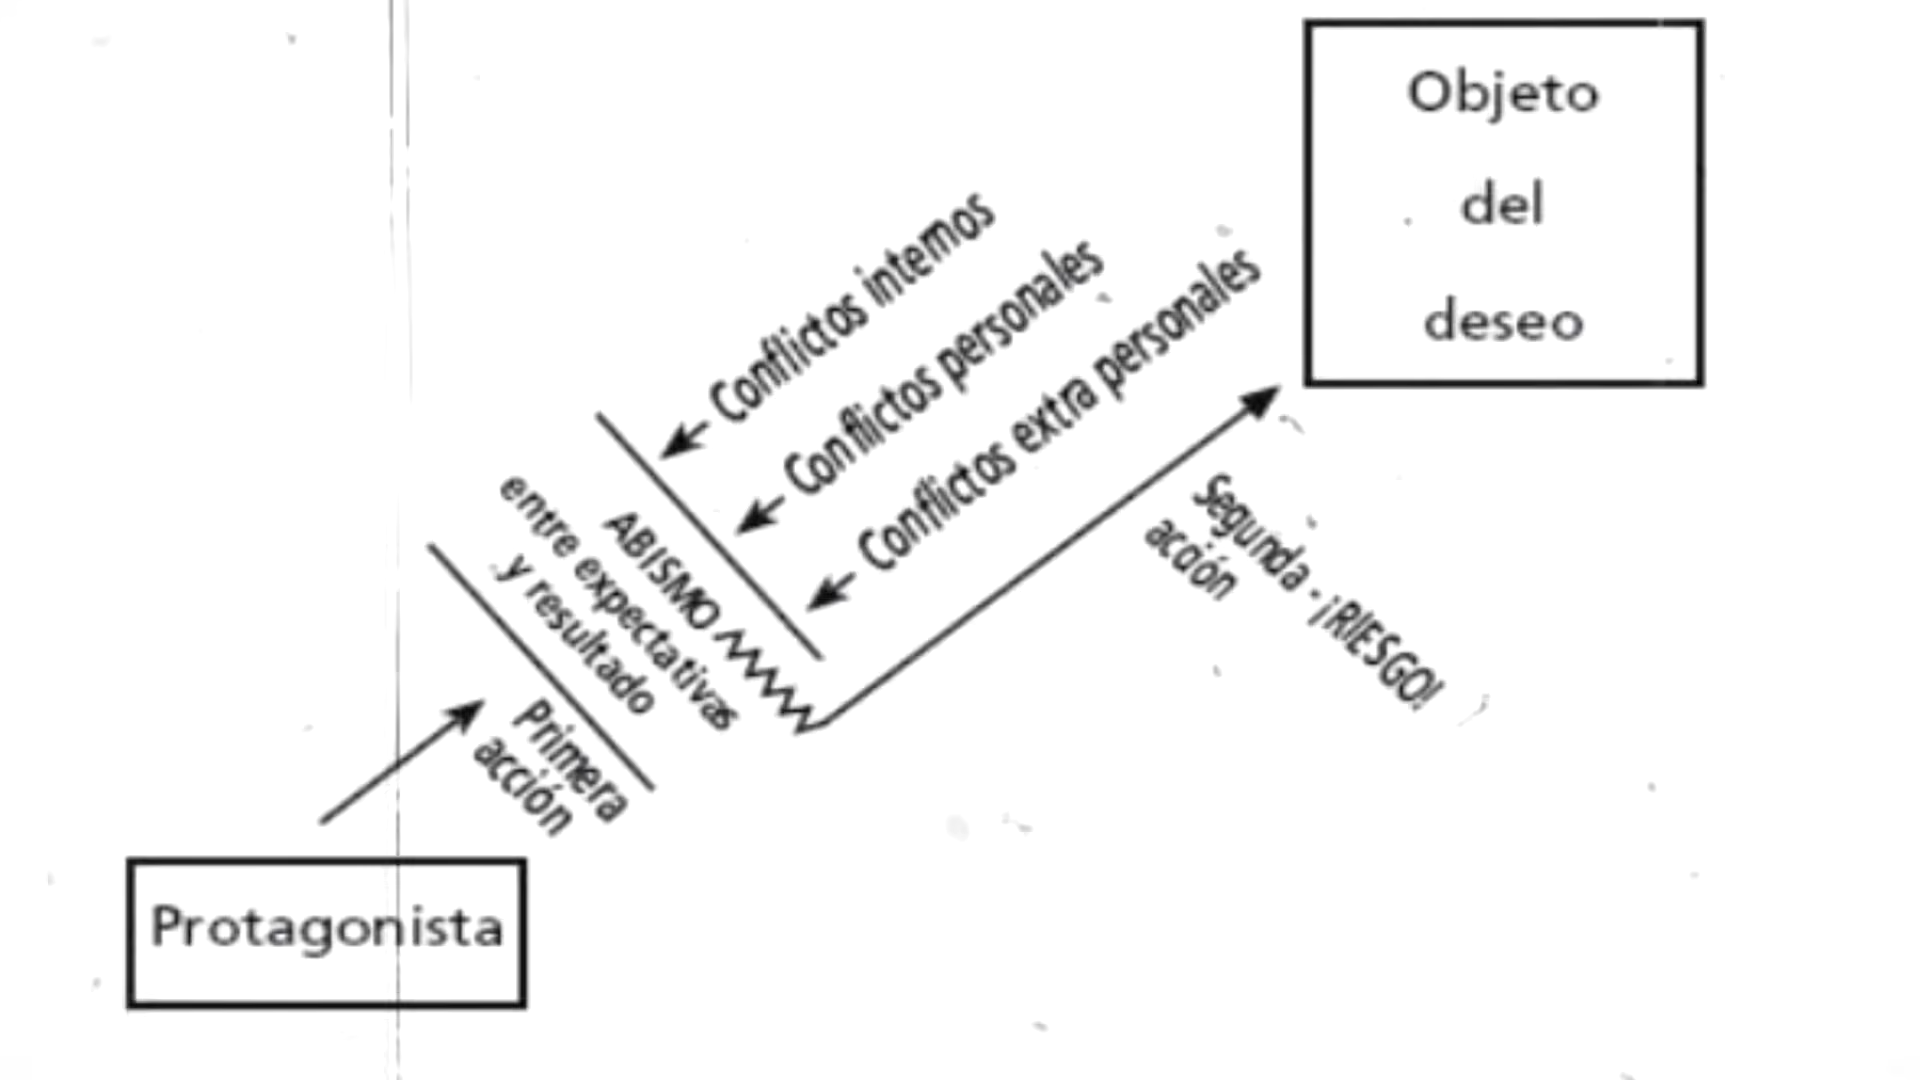 Objeto
del
deseo
Conflictos internos
Conflictos personales
Conflictos extra personales
ABISMO
entre expectativas
y resultado
Segunda - ¡RIESGO!
acción
Primera
acción
Protagonista